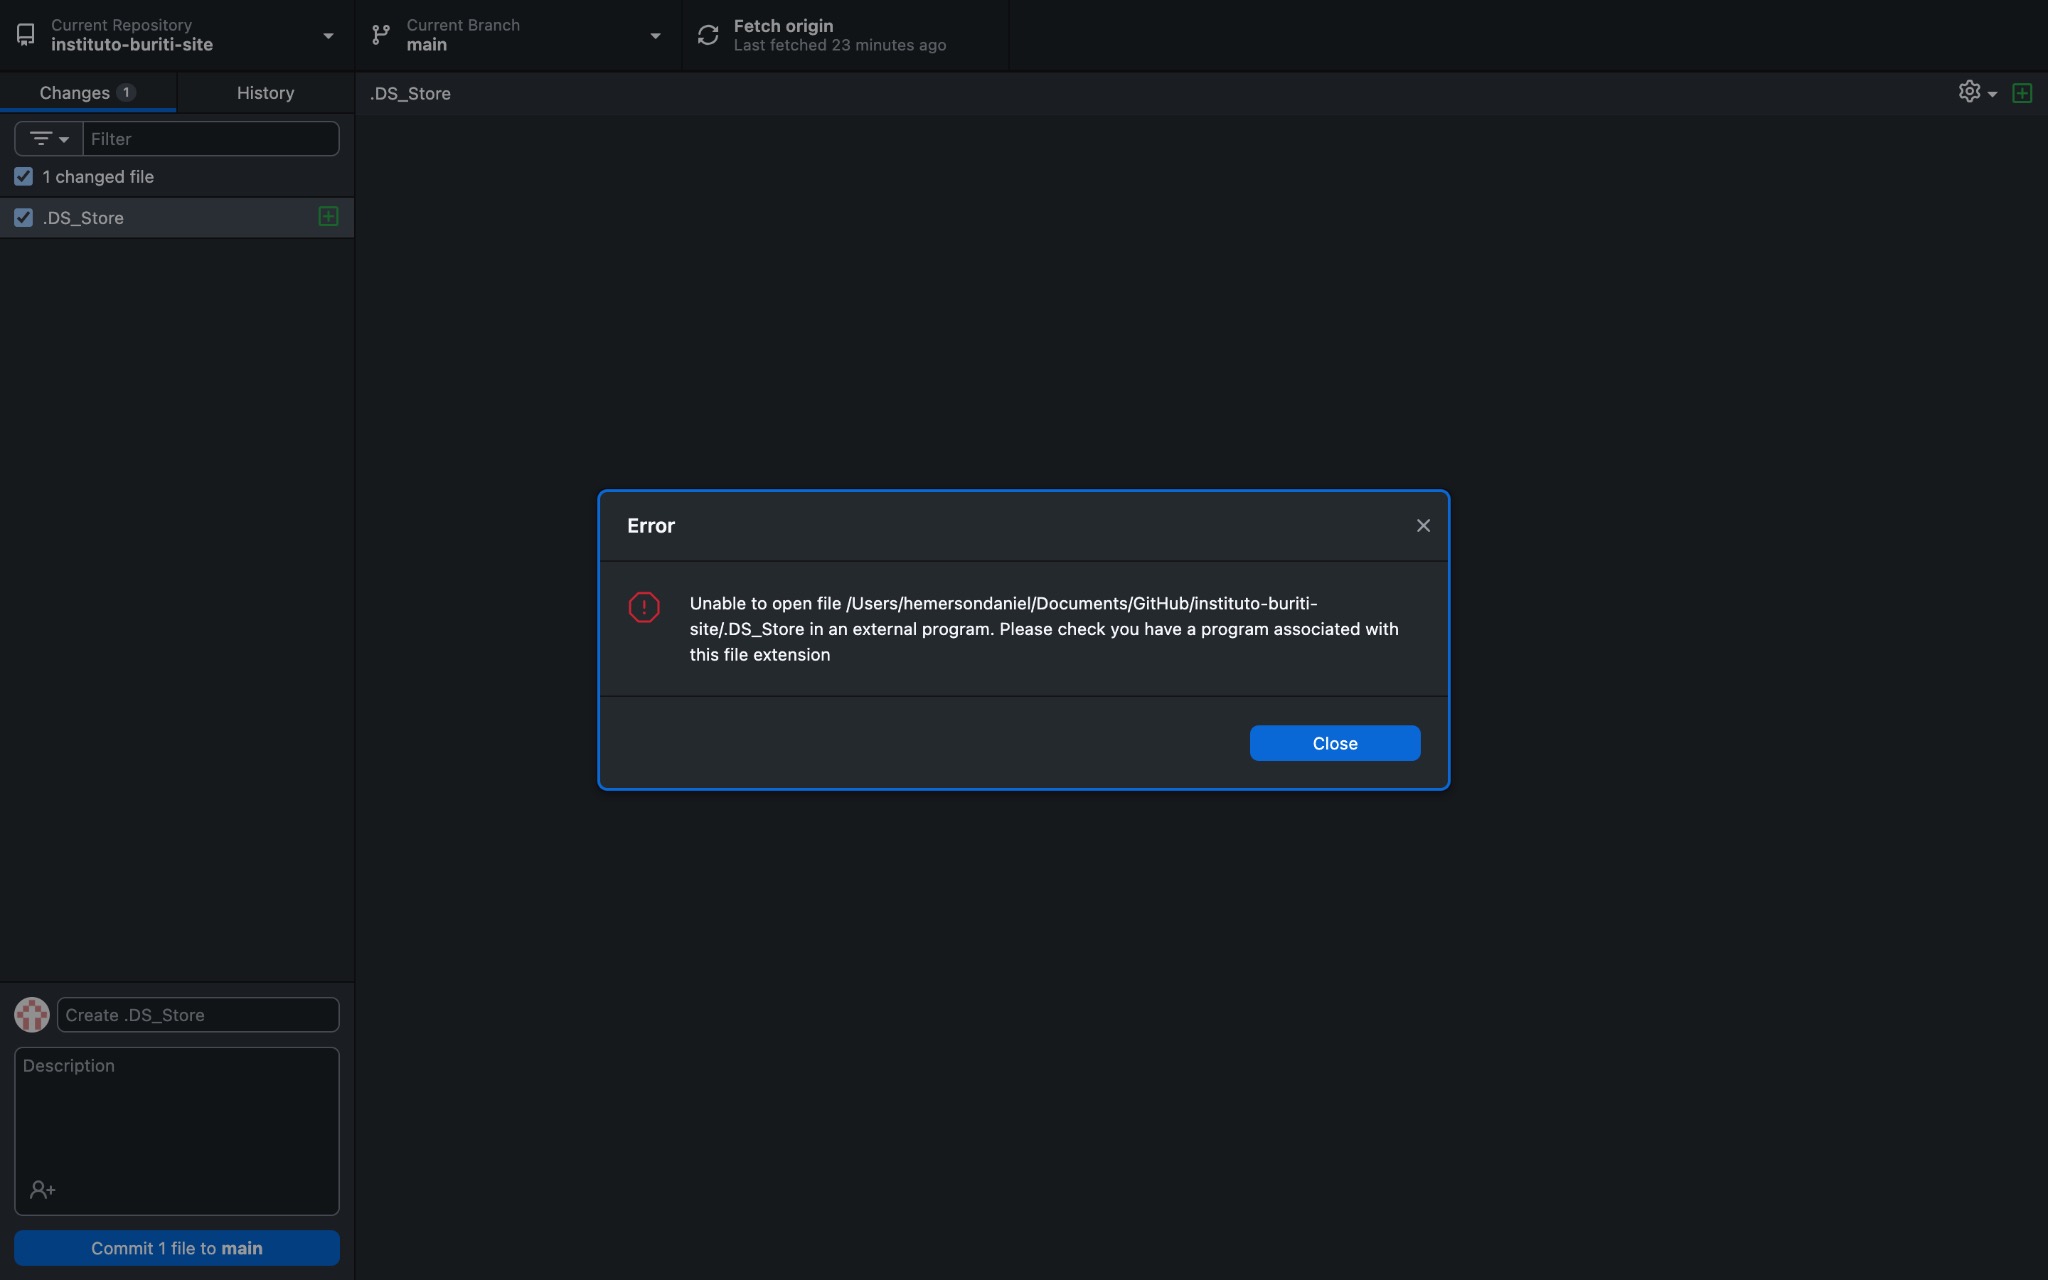 Current Repository
instituto-buriti-site
Current Branch
main
Fetch origin
Last fetched 23 minutes ago
Changes 1
History
.DS_Store
Filter
1 changed file
.DS_Store
Error
Unable to open file /Users/hemersondaniel/Documents/GitHub/instituto-buriti-
site/.DS_Store in an external program. Please check you have a program associated with
this file extension
Close
Create .DS_Store
Description
Commit 1 file to main